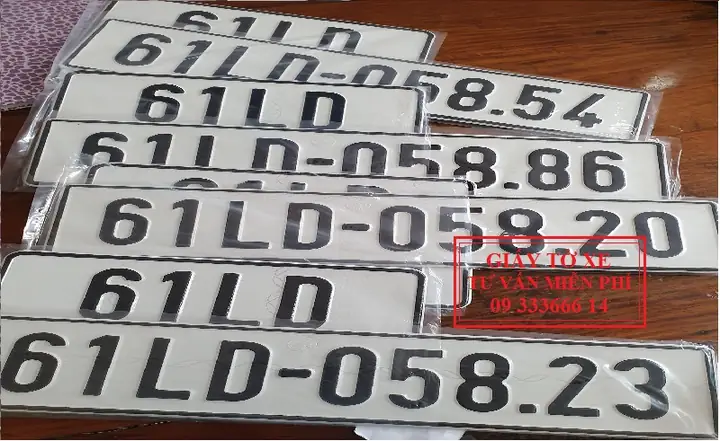 61LD
61LD-058.54
61LD
61LD-058.86
61LD
61LD-058.20
61LD
61LD-058.23
GIẤY TỜ XE
TƯ VẤN MIỄN PHÍ
09.333666 14